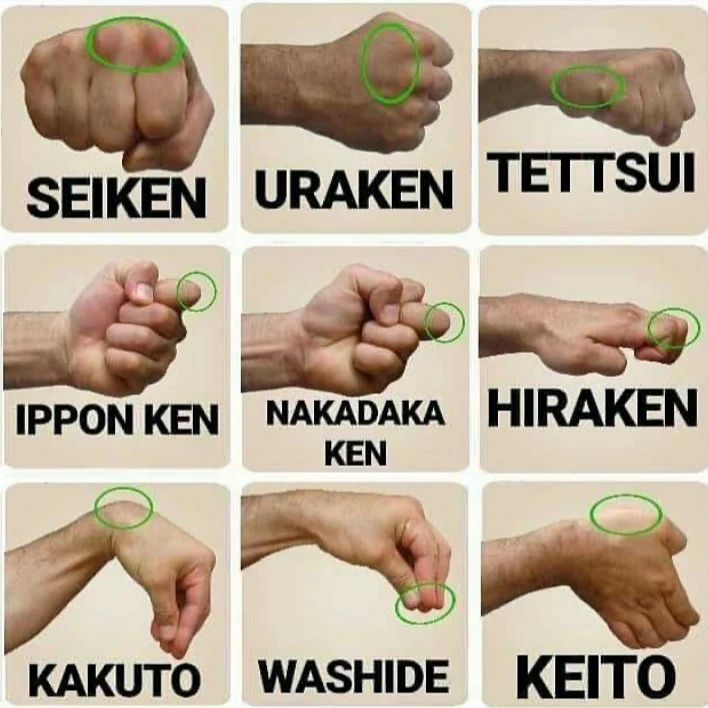 SEIKEN
URAKEN
TETTSUI
IPPON KEN
NAKADAKA
KEN
HIRAKEN
KAKUTO
WASHIDE
KEITO